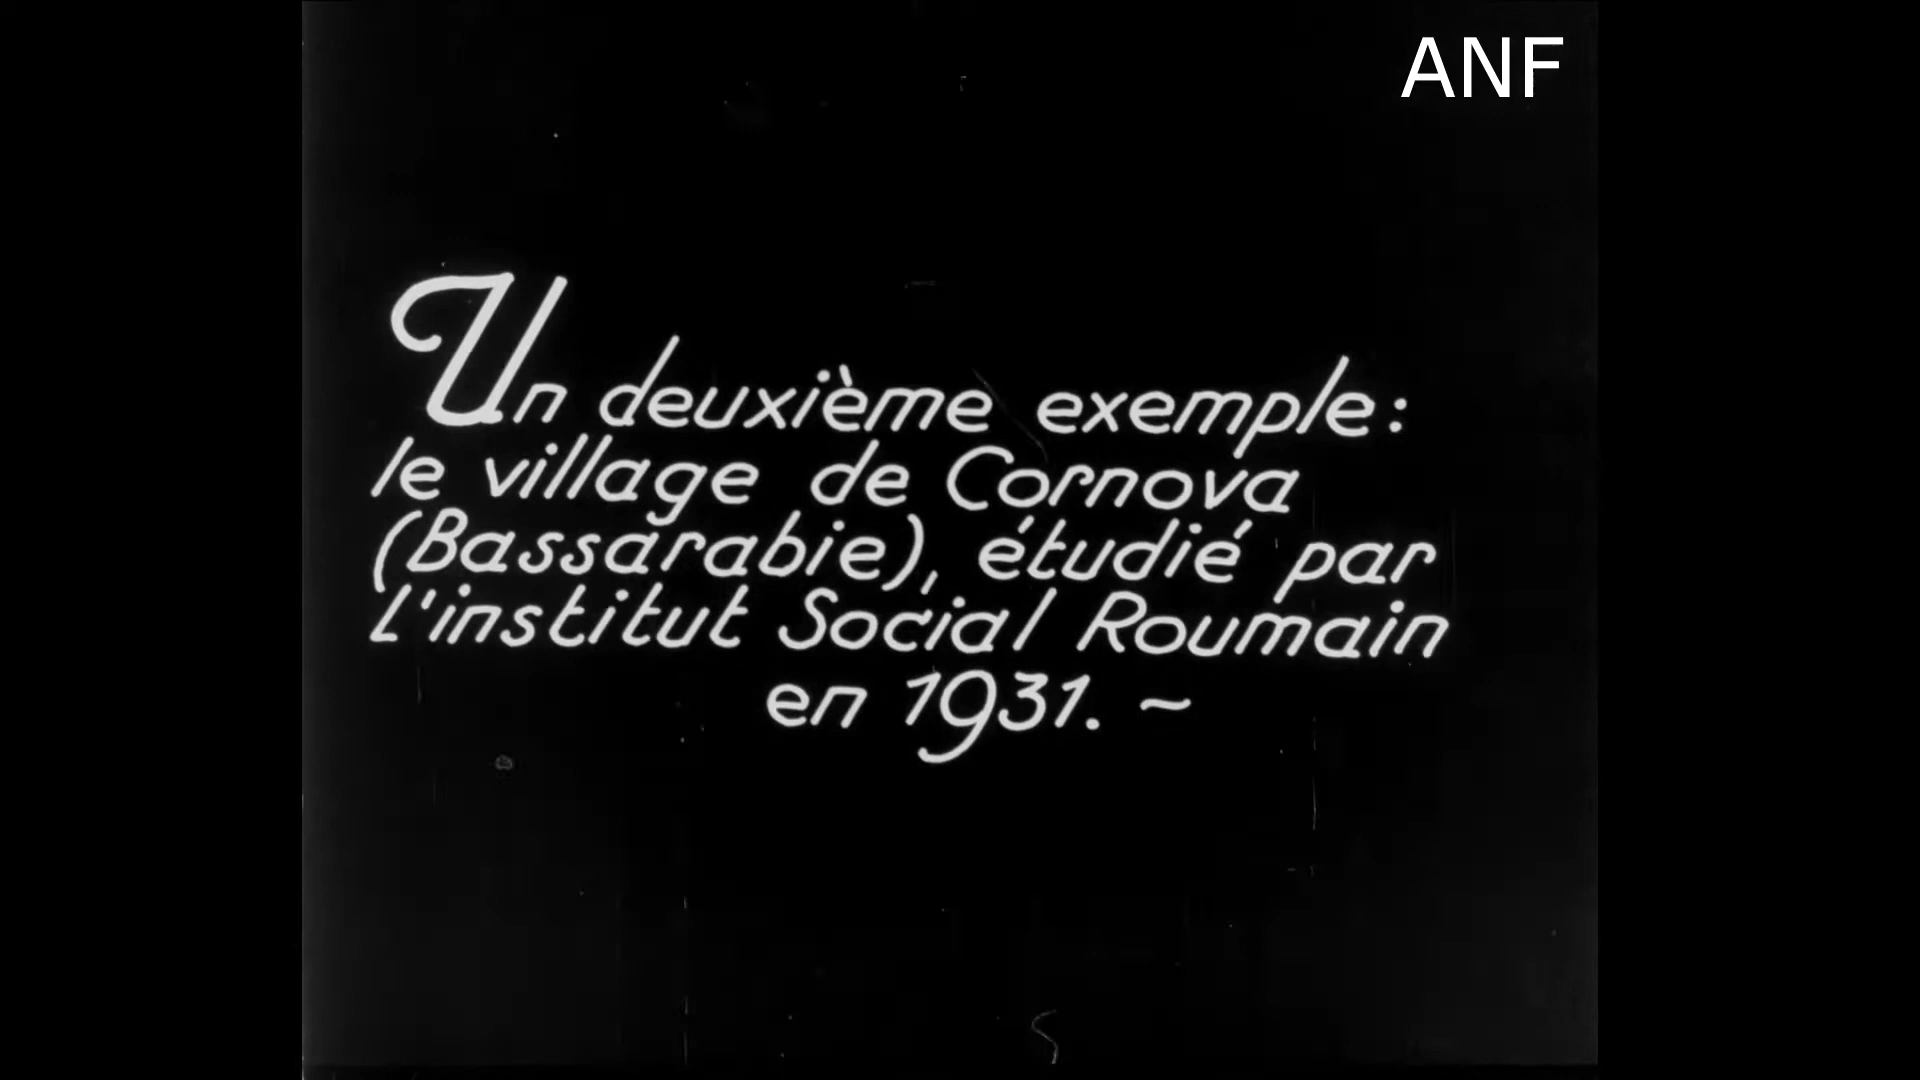 ANF
Un deuxième exemple:
le village de Cornova
(Bassarabie), étudié par
l'institut Social Roumain
en 1931. ~